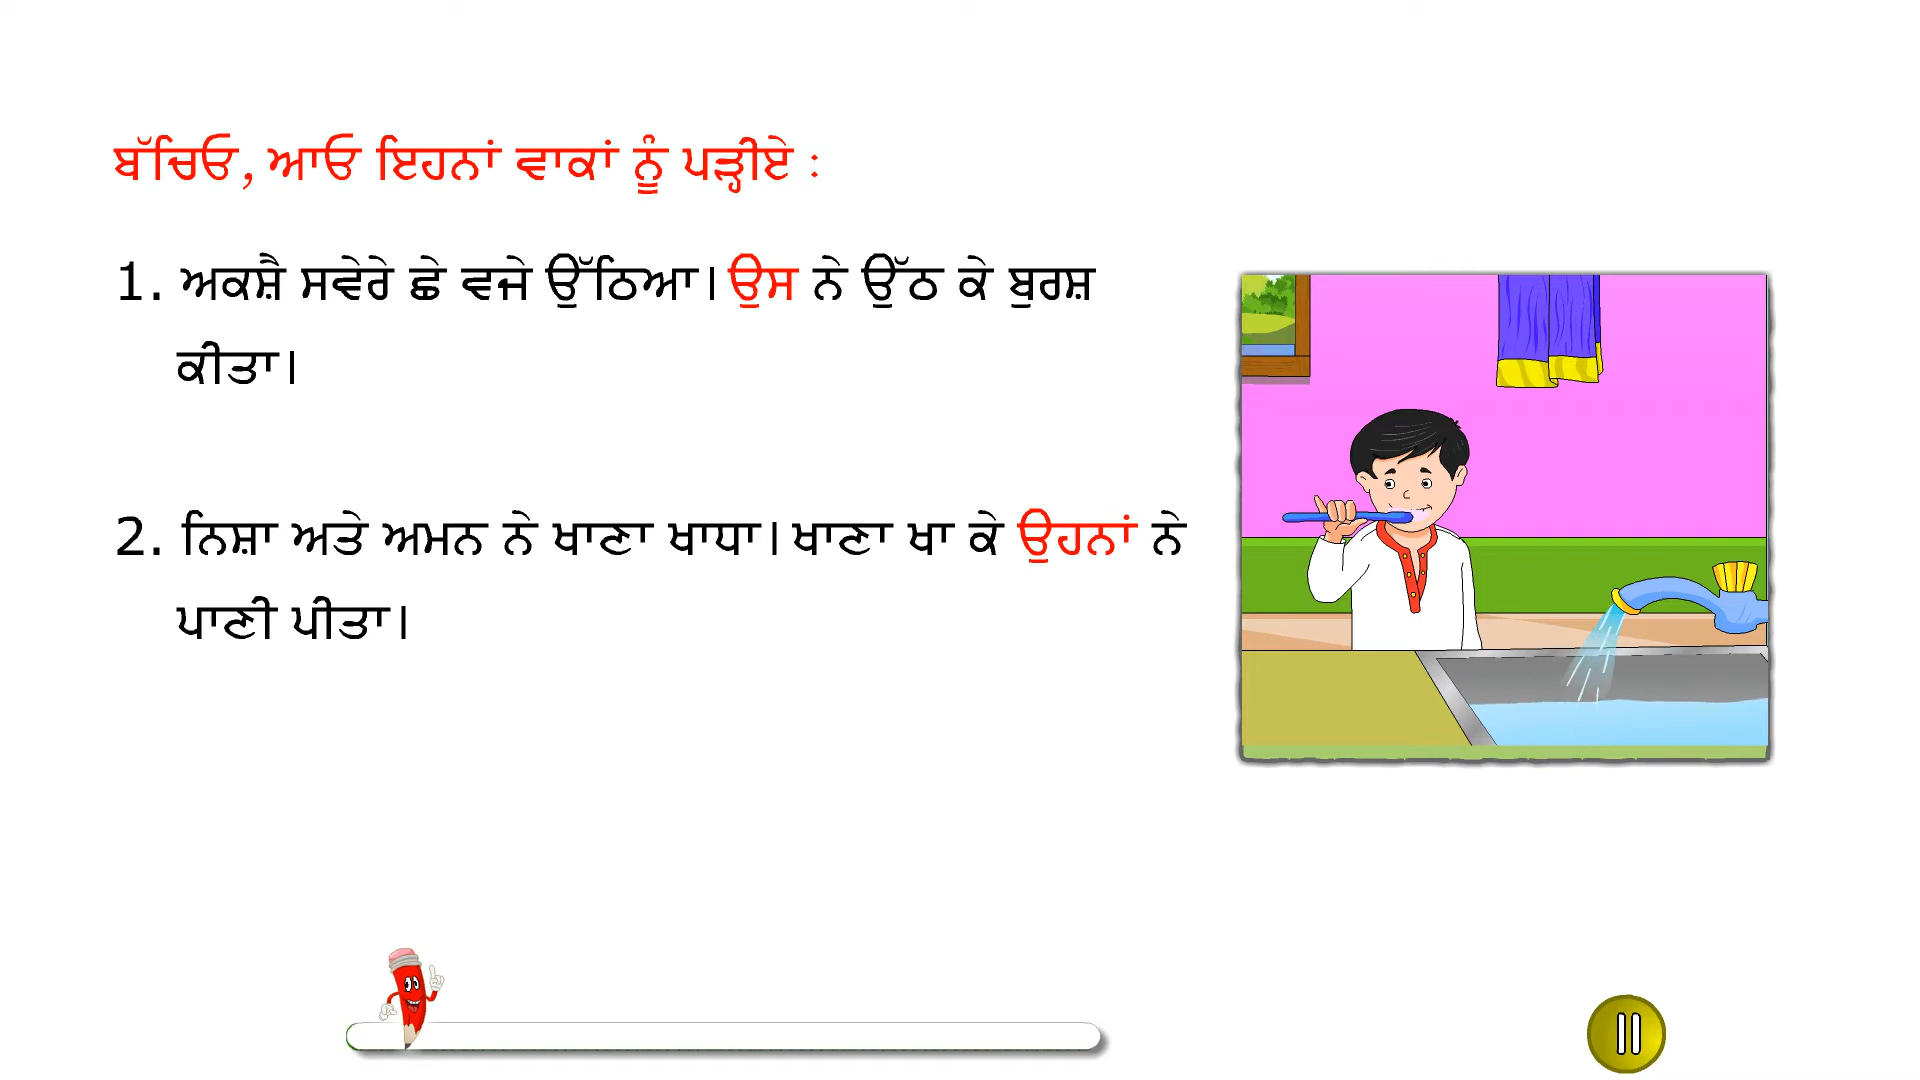 ਬੱਚਿਓ, ਆਓ ਇਹਨਾਂ ਵਾਕਾਂ ਨੂੰ ਪੜ੍ਹੀਏ :
1. ਅਕਸ਼ੈ ਸਵੇਰੇ ਛੇ ਵਜੇ ਉੱਠਿਆ। ਉਸ ਨੇ ਉੱਠ ਕੇ ਬੁਰਸ਼
ਕੀਤਾ।
2. ਨਿਸ਼ਾ ਅਤੇ ਅਮਨ ਨੇ ਖਾਣਾ ਖਾਧਾ। ਖਾਣਾ ਖਾ ਕੇ ਉਹਨਾਂ ਨੇ
ਪਾਣੀ ਪੀਤਾ।